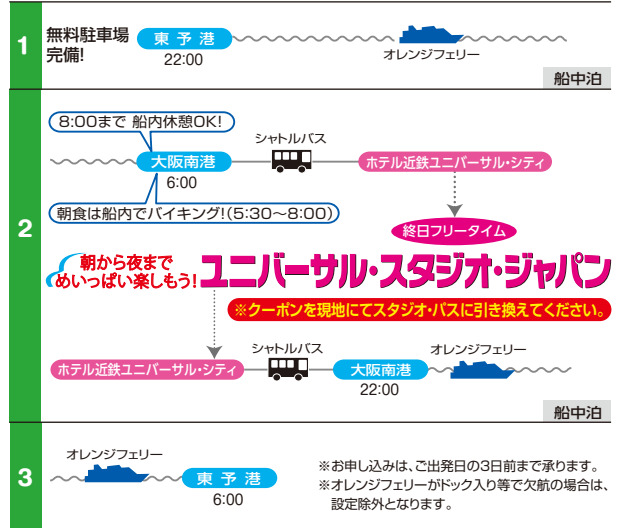 1
無料駐車場
完備!
東予港
22:00
オレンジフェリー
船中泊
2
8:00まで 船内休憩OK!
シャトルバス
大阪南港
6:00
ホテル近鉄ユニバーサル・シティ
朝食は船内でバイキング!(5:30〜8:00)
終日フリータイム
朝から夜まで
めいっぱい楽しもう!
ユニバーサル・スタジオ・ジャパン
※クーポンを現地にてスタジオ・パスに引き換えてください。
ホテル近鉄ユニバーサル・シティ
シャトルバス
大阪南港
22:00
オレンジフェリー
船中泊
3
オレンジフェリー
東予港
6:00
※お申し込みは、ご出発日の3日前まで承ります。
※オレンジフェリーがドック入り等で欠航の場合は、
設定除外となります。